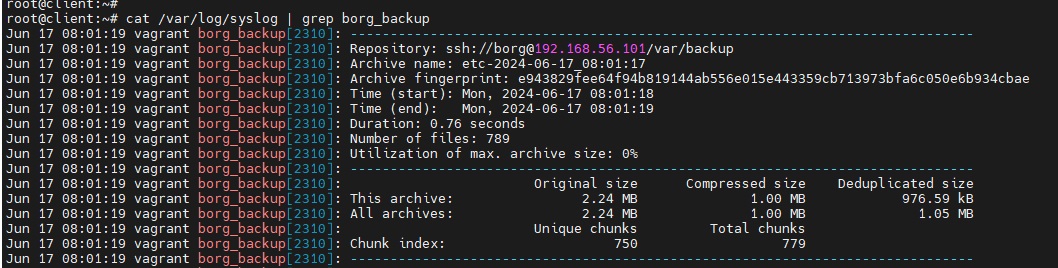 root@client:~#
root@client:~# cat /var/log/syslog | grep borg_backup
Jun 17 08:01:19 vagrant borg_backup[2310]: ------------------------------------------------------------------------------
Jun 17 08:01:19 vagrant borg_backup[2310]: Repository: ssh://borg@192.168.56.101/var/backup
Jun 17 08:01:19 vagrant borg_backup[2310]: Archive name: etc-2024-06-17_08:01:17
Jun 17 08:01:19 vagrant borg_backup[2310]: Archive fingerprint: e943829fee64f94b819144ab556e015e443359cb713973bfa6c050e6b934cbae
Jun 17 08:01:19 vagrant borg_backup[2310]: Time (start): Mon, 2024-06-17 08:01:18
Jun 17 08:01:19 vagrant borg_backup[2310]: Time (end):   Mon, 2024-06-17 08:01:19
Jun 17 08:01:19 vagrant borg_backup[2310]: Duration: 0.76 seconds
Jun 17 08:01:19 vagrant borg_backup[2310]: Number of files: 789
Jun 17 08:01:19 vagrant borg_backup[2310]: Utilization of max. archive size: 0%
Jun 17 08:01:19 vagrant borg_backup[2310]: ------------------------------------------------------------------------------
Jun 17 08:01:19 vagrant borg_backup[2310]:                        Original size      Compressed size    Deduplicated size
Jun 17 08:01:19 vagrant borg_backup[2310]: This archive:                2.24 MB              1.00 MB            976.59 kB
Jun 17 08:01:19 vagrant borg_backup[2310]: All archives:                2.24 MB              1.00 MB              1.05 MB
Jun 17 08:01:19 vagrant borg_backup[2310]:                        Unique chunks         Total chunks
Jun 17 08:01:19 vagrant borg_backup[2310]: Chunk index:                     750                  779
Jun 17 08:01:19 vagrant borg_backup[2310]: ------------------------------------------------------------------------------